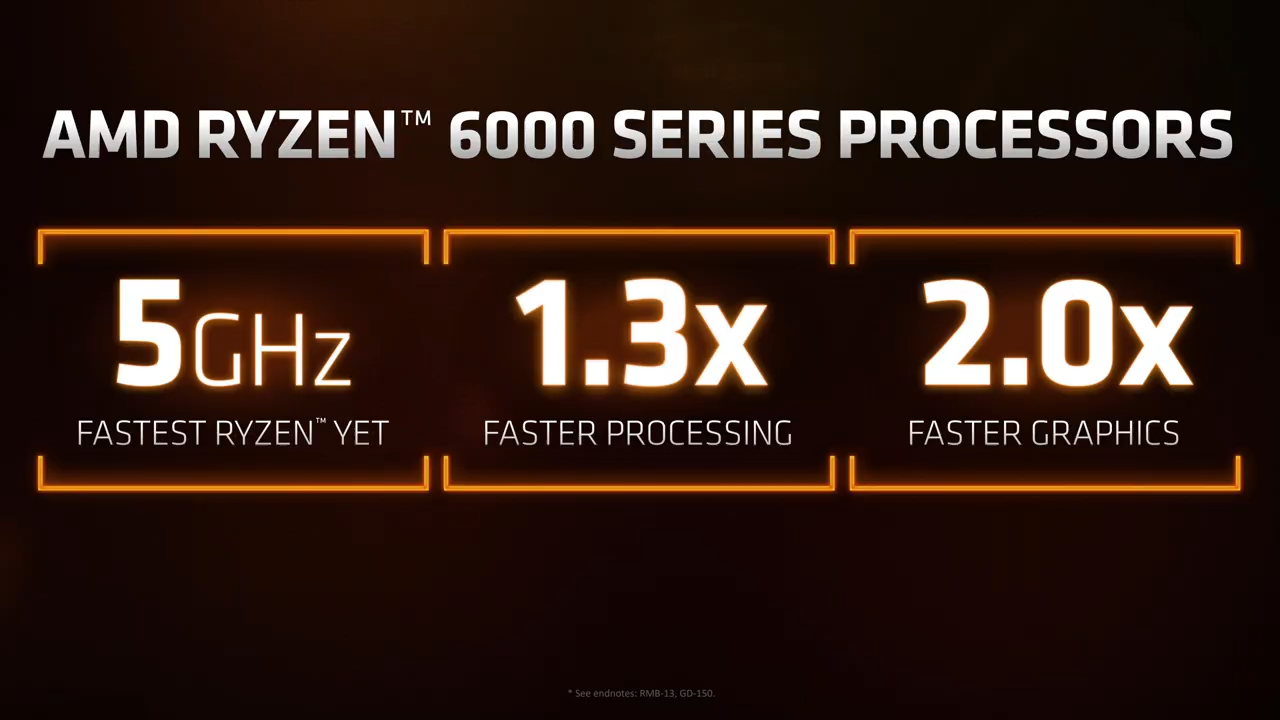 AMD RYZEN™ 6000 SERIES PROCESSORS
5GHz
FASTEST RYZEN™ YET
1.3x
FASTER PROCESSING
2.0x
FASTER GRAPHICS
* See endnotes: RMB-13, GD-150.